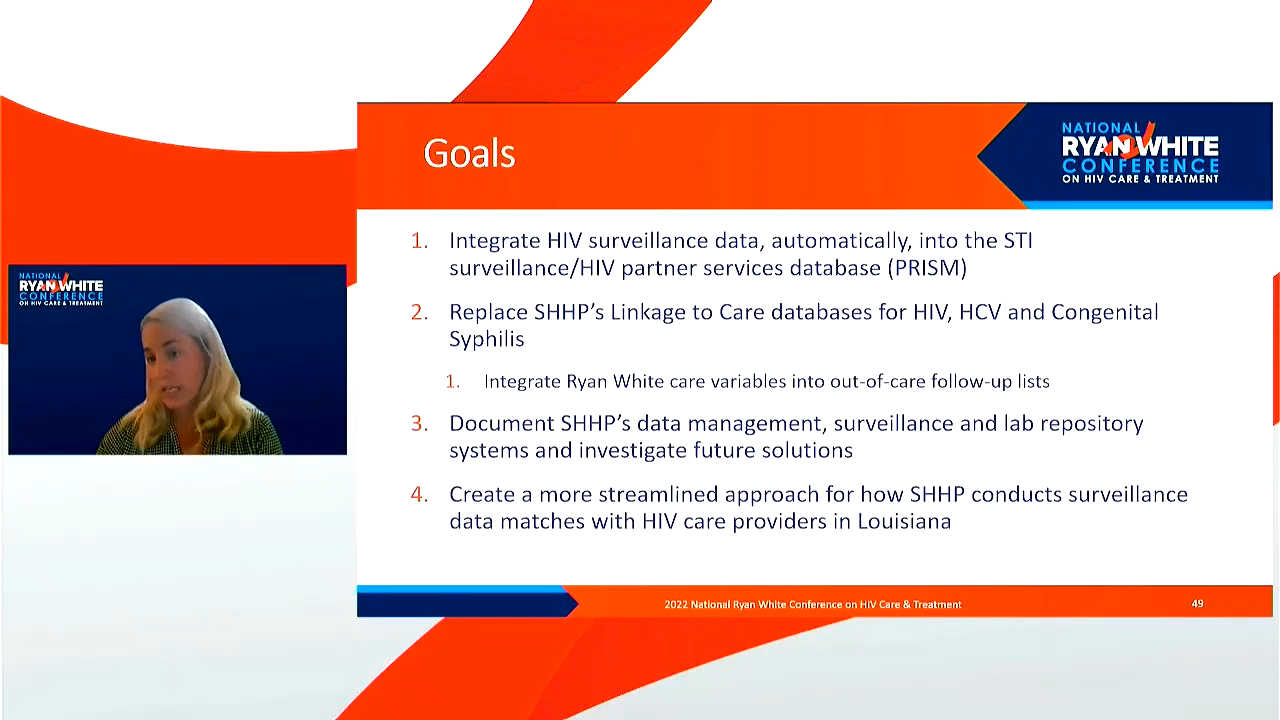 Goals
NATIONAL
RYAN WHITE
CONFERENCE
ON HIV CARE & TREATMENT
1. Integrate HIV surveillance data, automatically, into the STI
surveillance/HIV partner services database (PRISM)
2. Replace SHHP’s Linkage to Care databases for HIV, HCV and Congenital
Syphilis
1. Integrate Ryan White care variables into out-of-care follow-up lists
3. Document SHHP’s data management, surveillance and lab repository
systems and investigate future solutions
4. Create a more streamlined approach for how SHHP conducts surveillance
data matches with HIV care providers in Louisiana
2022 National Ryan White Conference on HIV Care & Treatment
49
NATIONAL
RYAN WHITE
CONFERENCE
ON HIV CARE & TREATMENT